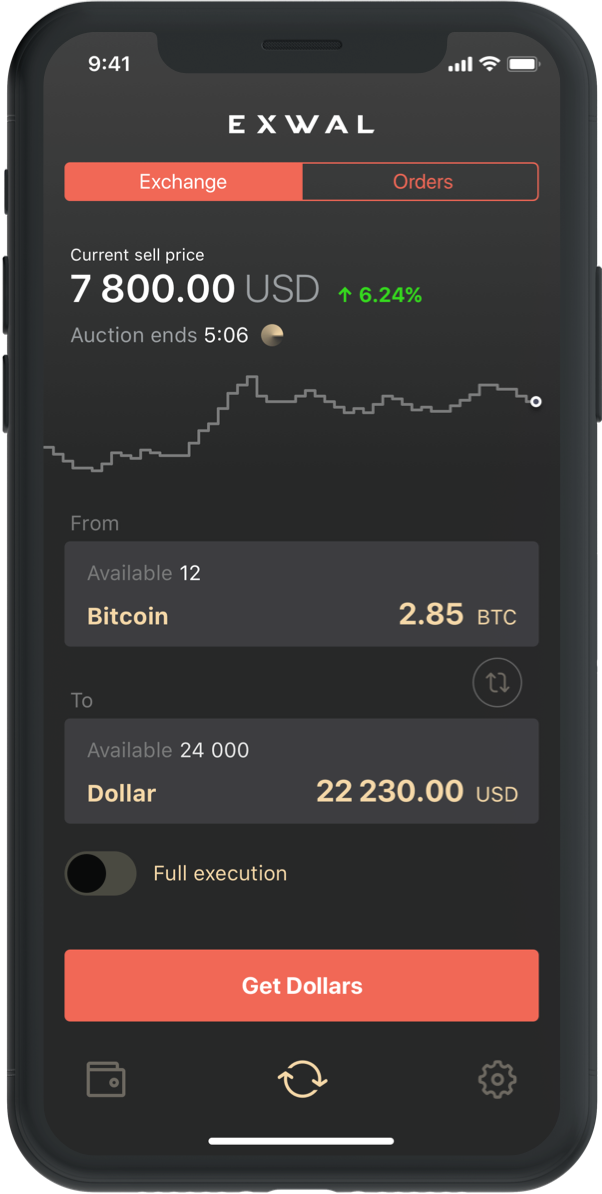 9:41
EXWAL
Exchange Orders
Current sell price
7 800.00 USD ↑ 6.24%
Auction ends 5:06
From
Available 12
Bitcoin 2.85 BTC
To
Available 24 000
Dollar 22 230.00 USD
Full execution
Get Dollars